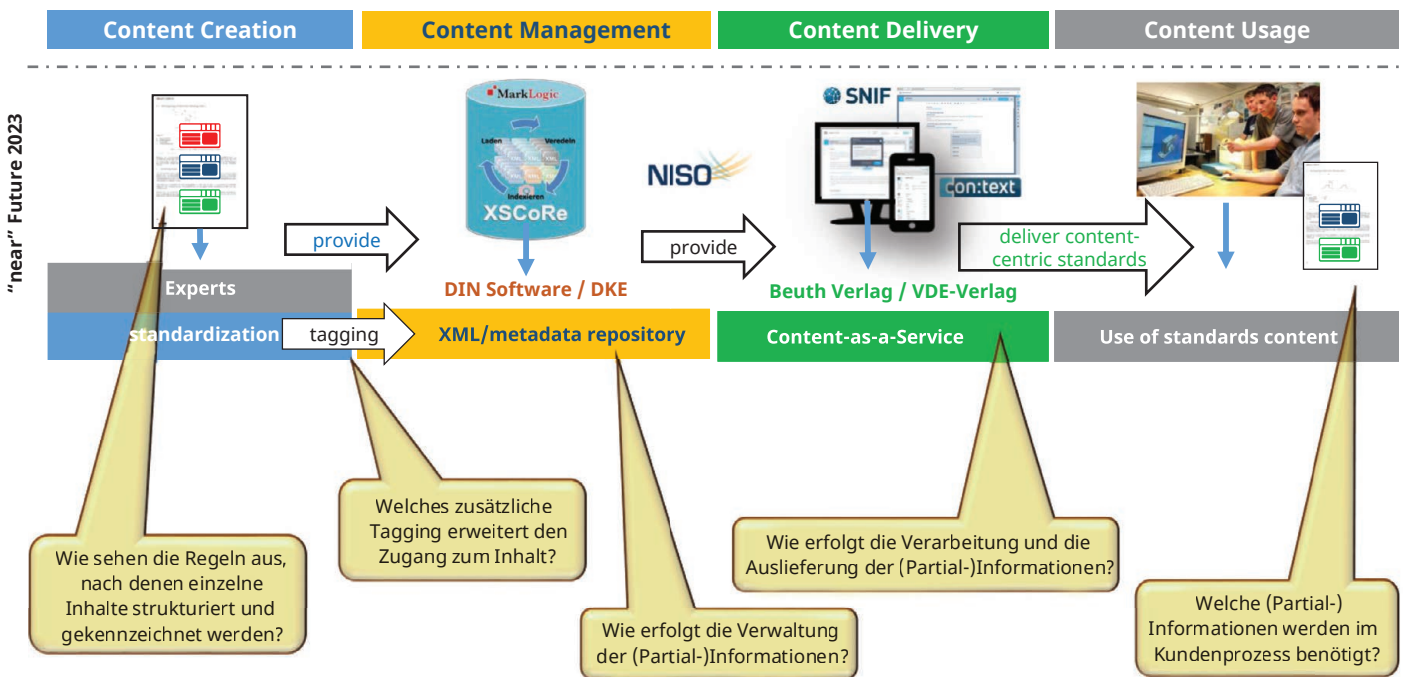 Content Creation
Content Management
Content Delivery
Content Usage
“near” Future 2023
MarkLogic
Laden
Veredeln
Indexieren
XSCoRe
NISO
SNIF
con:text
provide
provide
deliver content-
centric standards
Experts
DIN Software / DKE
Beuth Verlag / VDE-Verlag
standardization
tagging
XML/metadata repository
Content-as-a-Service
Use of standards content
Welches zusätzliche
Tagging erweitert den
Zugang zum Inhalt?
Wie sehen die Regeln aus,
nach denen einzelne
Inhalte strukturiert und
gekennzeichnet werden?
Wie erfolgt die Verarbeitung und die
Auslieferung der (Partial-)Informationen?
Wie erfolgt die Verwaltung
der (Partial-)Informationen?
Welche (Partial-)
Informationen werden im
Kundenprozess benötigt?